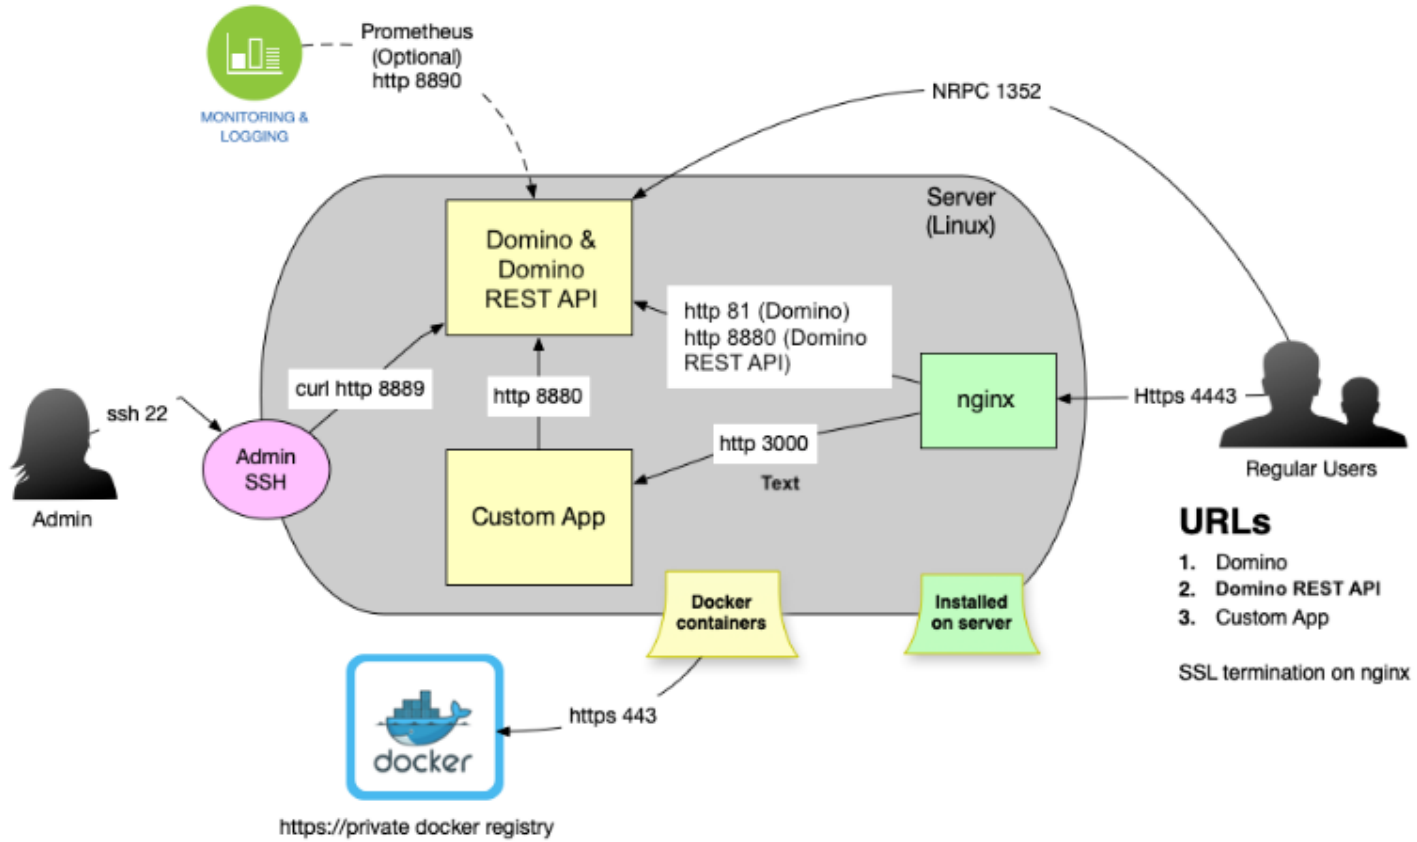 Prometheus
(Optional)
http 8890
MONITORING &
LOGGING
NRPC 1352
Server
(Linux)
Domino &
Domino
REST API
http 81 (Domino)
http 8880 (Domino
REST API)
curl http 8889
http 8880
nginx
Https 4443
ssh 22
Admin
SSH
Admin
http 3000
Text
Custom App
Regular Users
URLs
1. Domino
2. Domino REST API
3. Custom App
SSL termination on nginx
Docker
containers
Installed
on server
https 443
docker
https://private docker registry